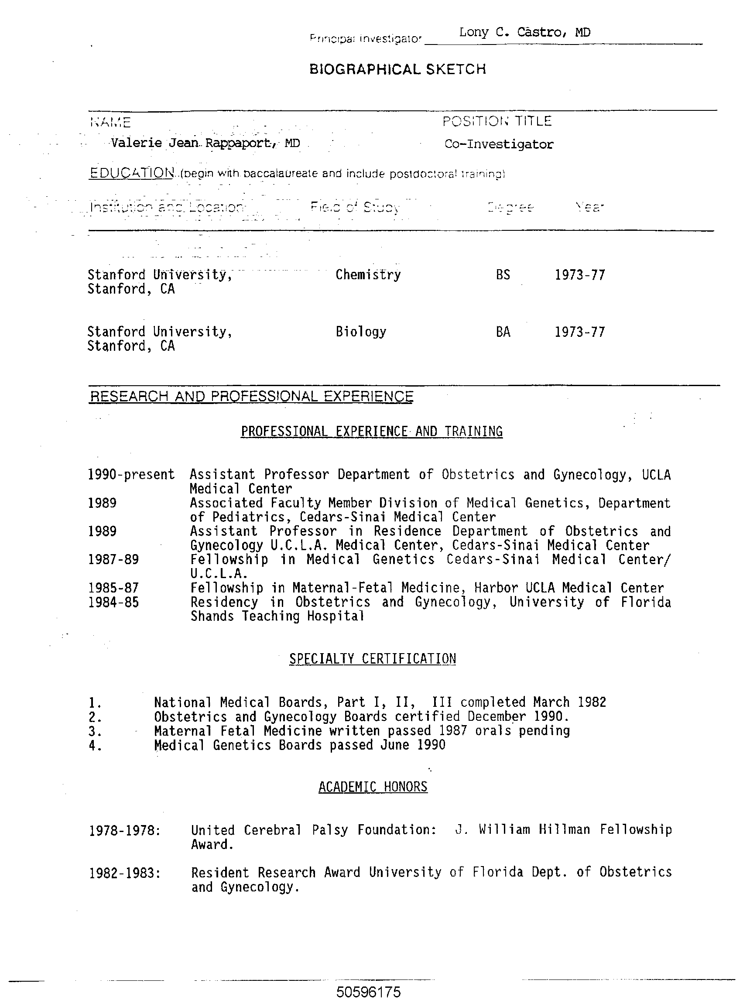 Principal Investigator Lony C. Castro, MD
BIOGRAPHICAL SKETCH
NAME POSITION TITLE
Valerie Jean Rappaport, MD Co-Investigator
EDUCATION (begin with baccalaureate and include postdoctoral training)
Institution and Location Field of Study Degree Year
Stanford University, Chemistry BS 1973-77
Stanford, CA
Stanford University, Biology BA 1973-77
Stanford, CA
RESEARCH AND PROFESSIONAL EXPERIENCE
PROFESSIONAL EXPERIENCE AND TRAINING
1990-present Assistant Professor Department of Obstetrics and Gynecology, UCLA
Medical Center
1989 Associated Faculty Member Division of Medical Genetics, Department
of Pediatrics, Cedars-Sinai Medical Center
1989 Assistant Professor in Residence Department of Obstetrics and
Gynecology U.C.L.A. Medical Center, Cedars-Sinai Medical Center
1987-89 Fellowship in Medical Genetics Cedars-Sinai Medical Center/
U.C.L.A.
1985-87 Fellowship in Maternal-Fetal Medicine, Harbor UCLA Medical Center
1984-85 Residency in Obstetrics and Gynecology, University of Florida
Shands Teaching Hospital
SPECIALTY CERTIFICATION
1. National Medical Boards, Part I, II, III completed March 1982
2. Obstetrics and Gynecology Boards certified December 1990.
3. Maternal Fetal Medicine written passed 1987 orals pending
4. Medical Genetics Boards passed June 1990
ACADEMIC HONORS
1978-1978: United Cerebral Palsy Foundation: J. William Hillman Fellowship
Award.
1982-1983: Resident Research Award University of Florida Dept. of Obstetrics
and Gynecology.
50596175